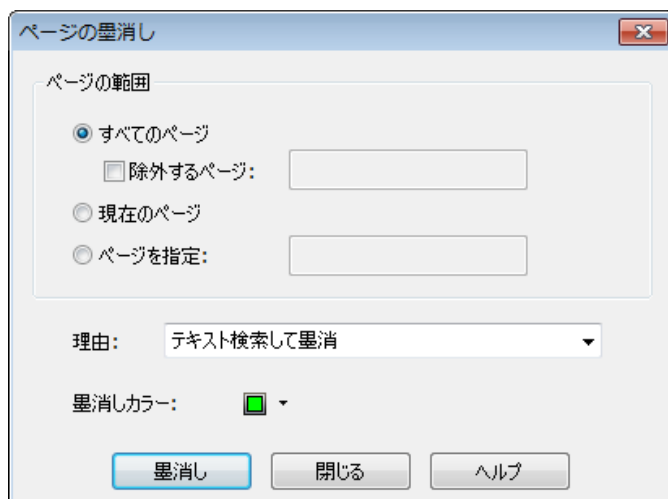 ページの墨消し
ページの範囲
すべてのページ
除外するページ:
現在のページ
ページを指定:
理由:
テキスト検索して墨消
墨消しカラー:
墨消し
閉じる
ヘルプ